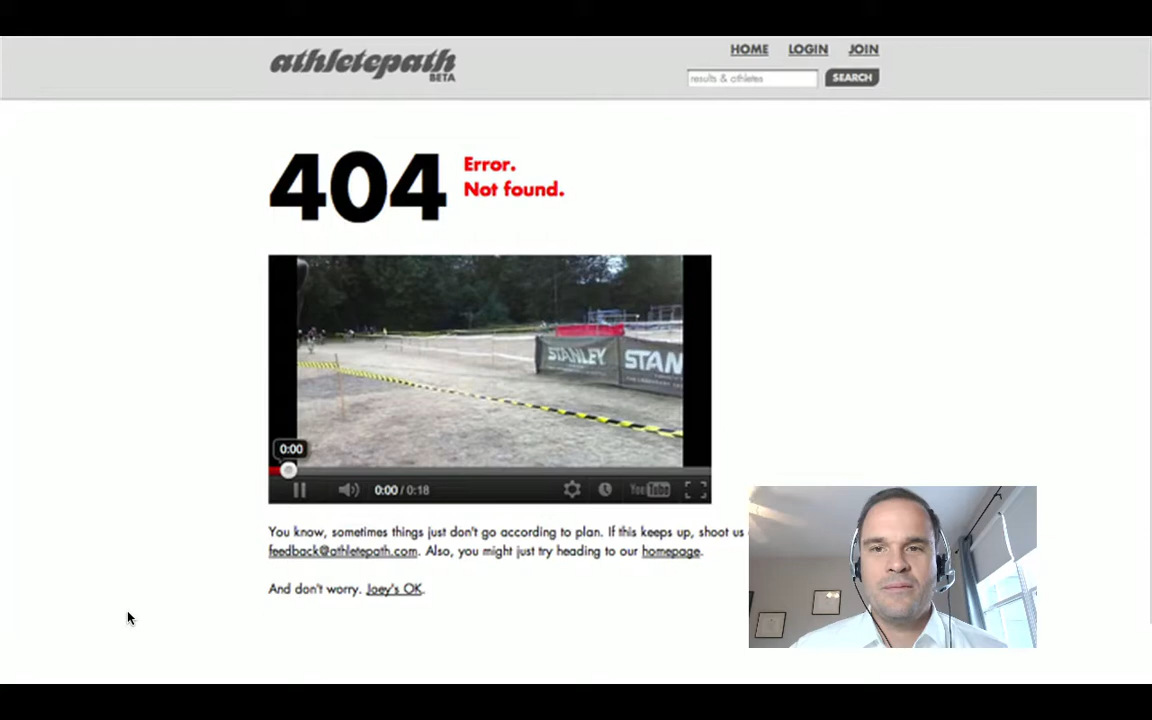 athletepath
BETA
HOME LOGIN JOIN
results & athletes SEARCH
404
Error.
Not found.
STANLEY STAN
0:00
0:00 / 0:18 YouTube
You know, sometimes things just don't go according to plan. If this keeps up, shoot us
feedback@athletepath.com. Also, you might just try heading to our homepage.
And don't worry. Joey's OK.